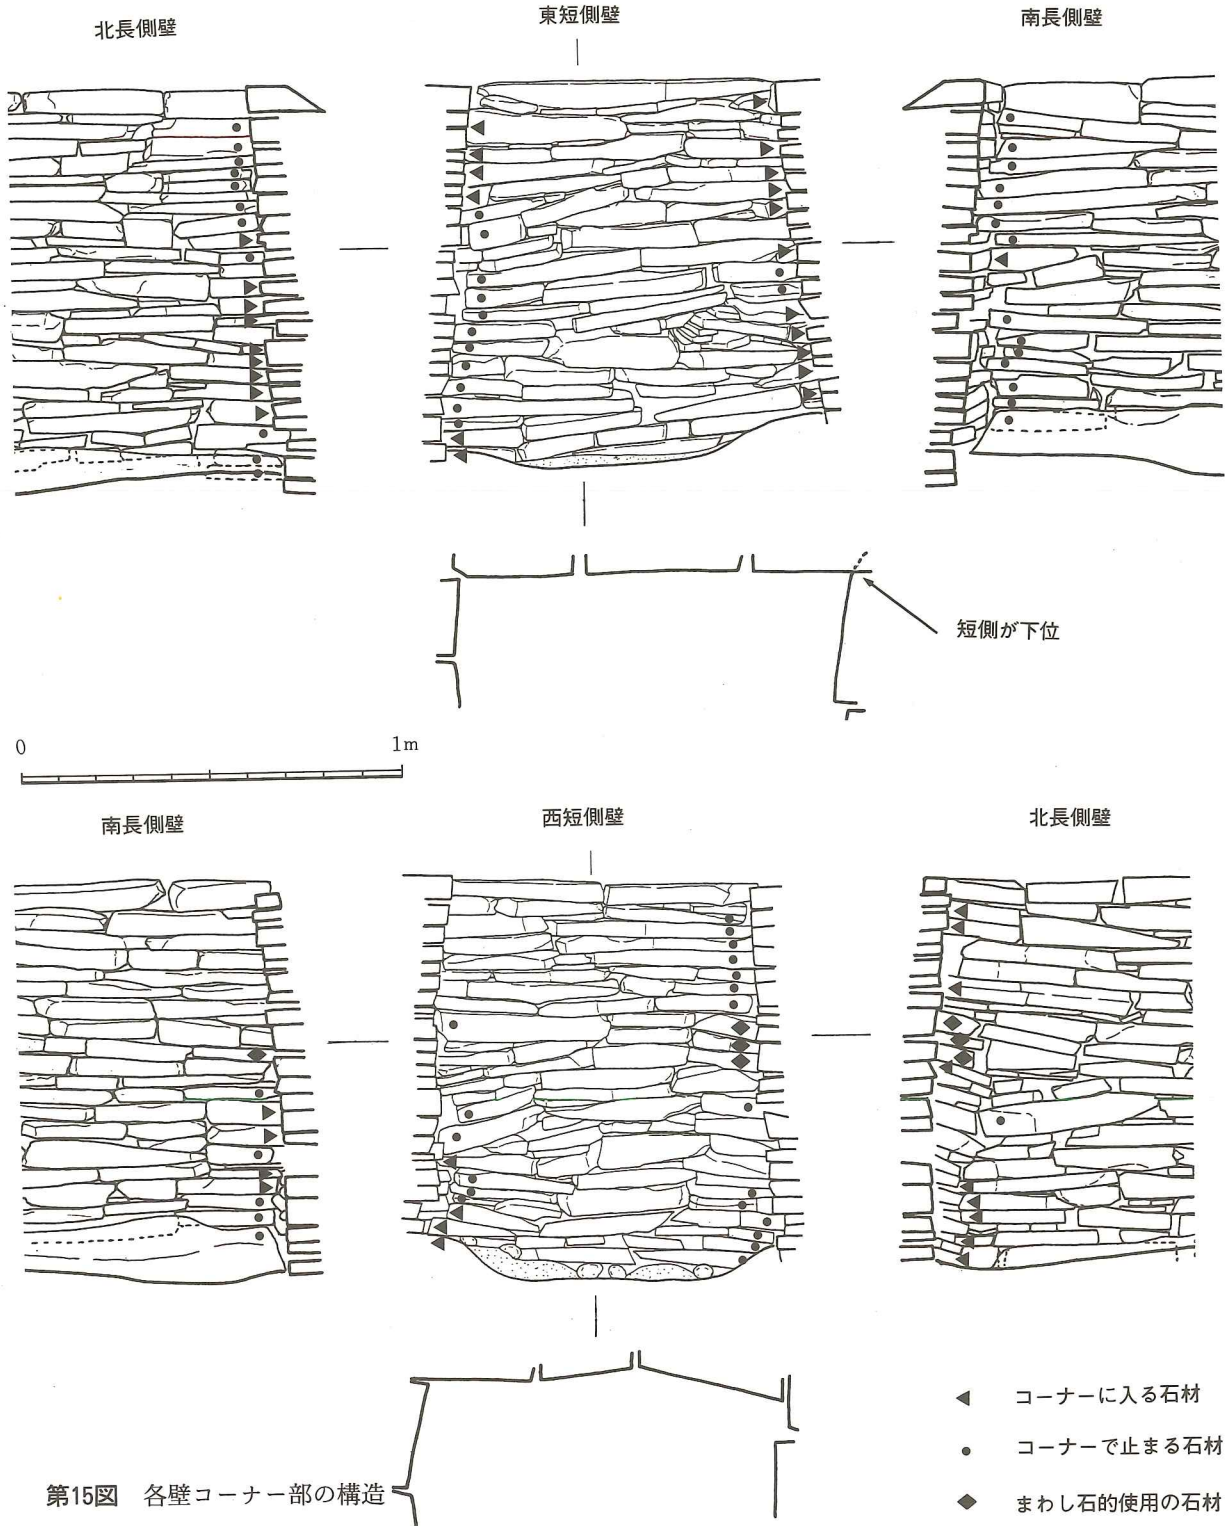 北長側壁
東短側壁
南長側壁
短側が下位
0 1m
南長側壁
西短側壁
北長側壁
コーナーに入る石材
コーナーで止まる石材
まわし石的使用の石材
第15図 各壁コーナー部の構造